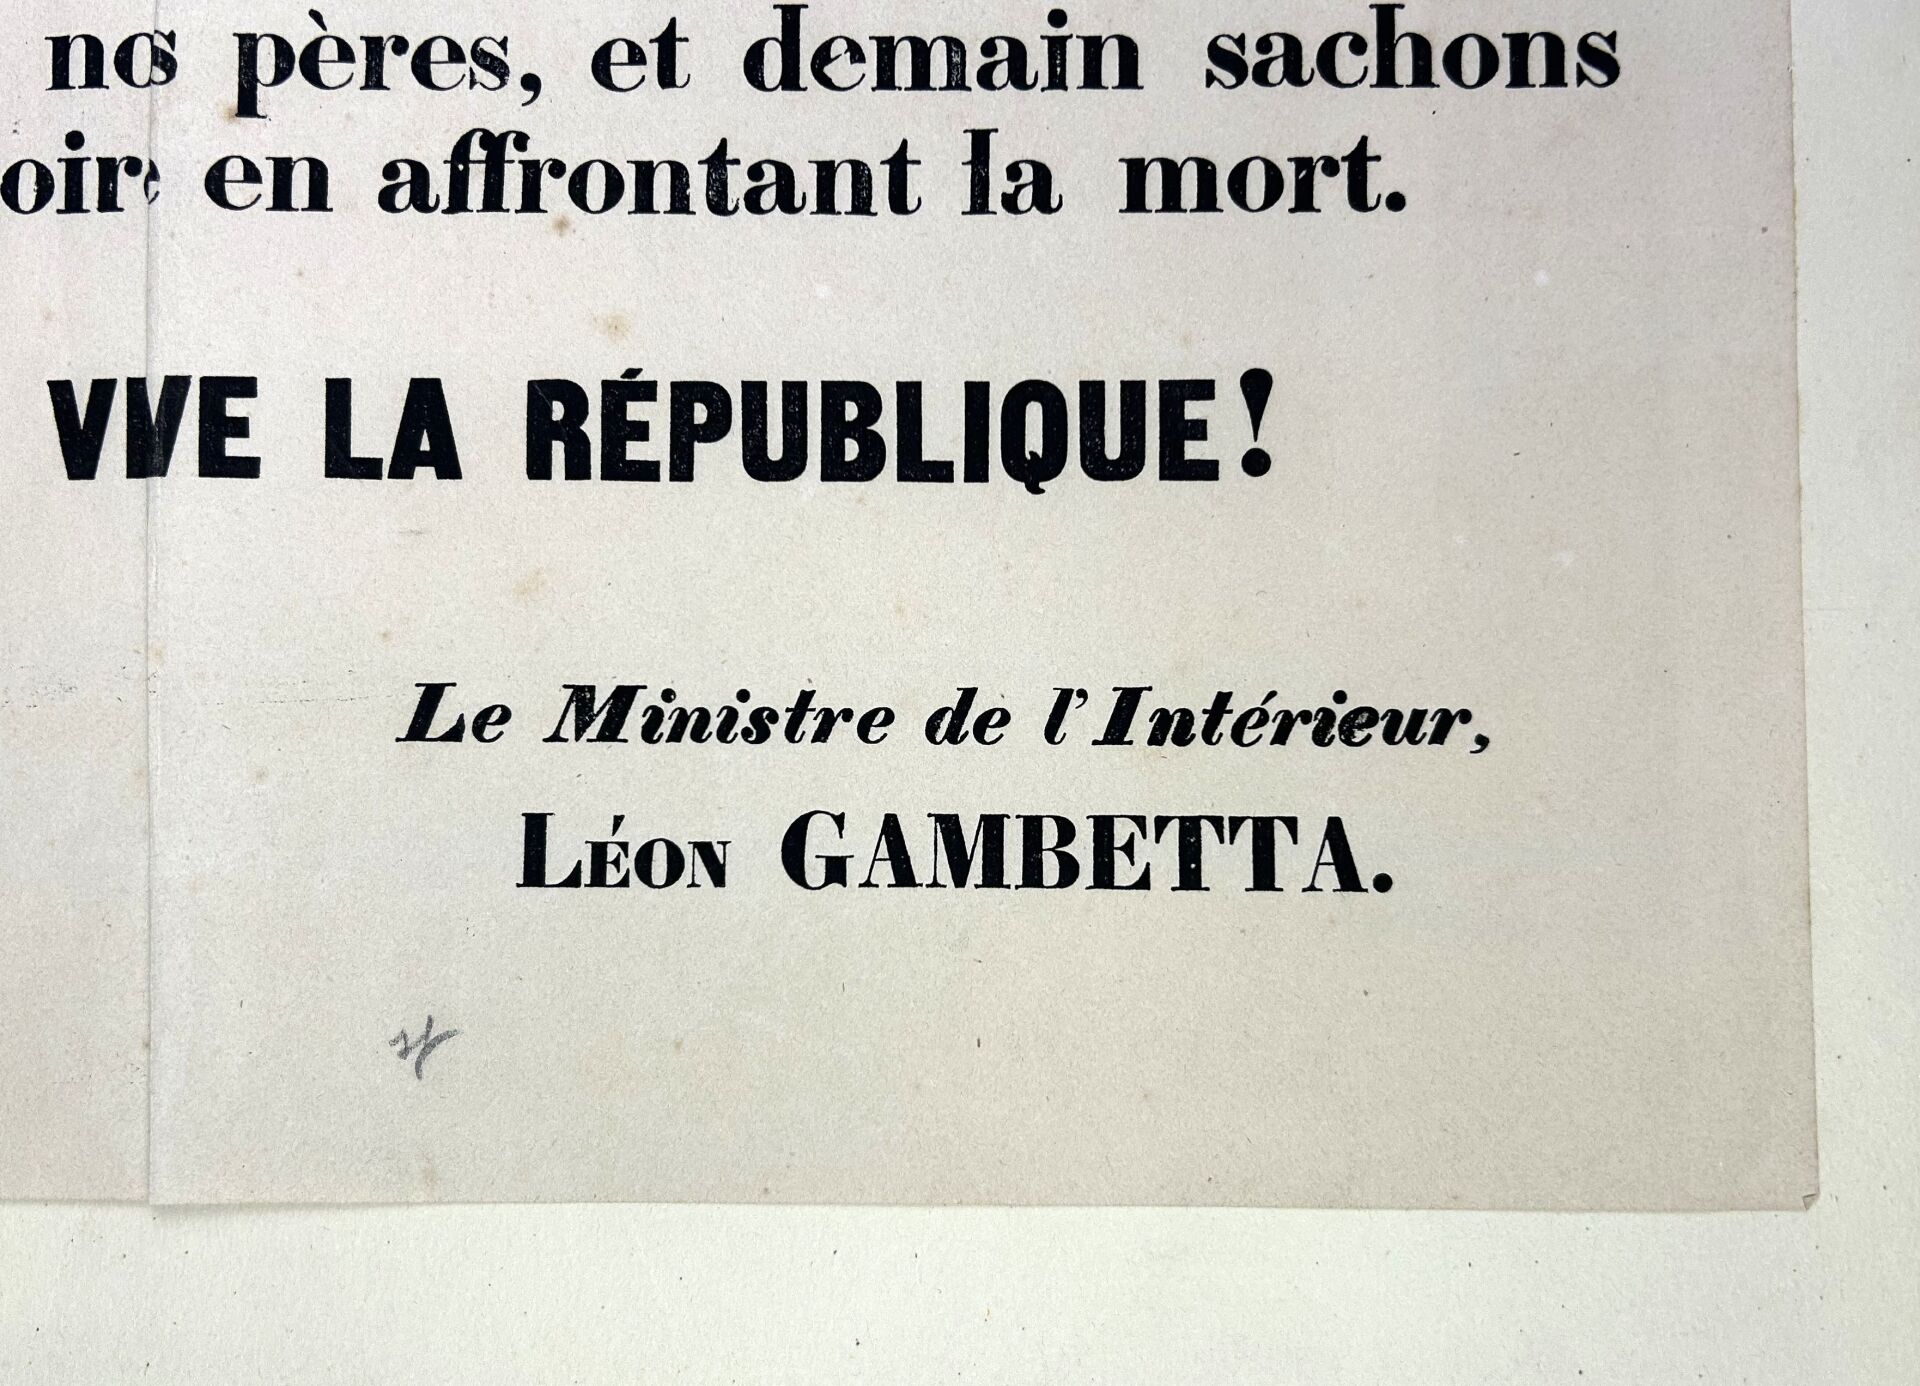 nos pères, et demain sachons
oire en affrontant la mort.
VIVE LA RÉPUBLIQUE!
Le Ministre de l'Intérieur,
LÉON GAMBETTA.